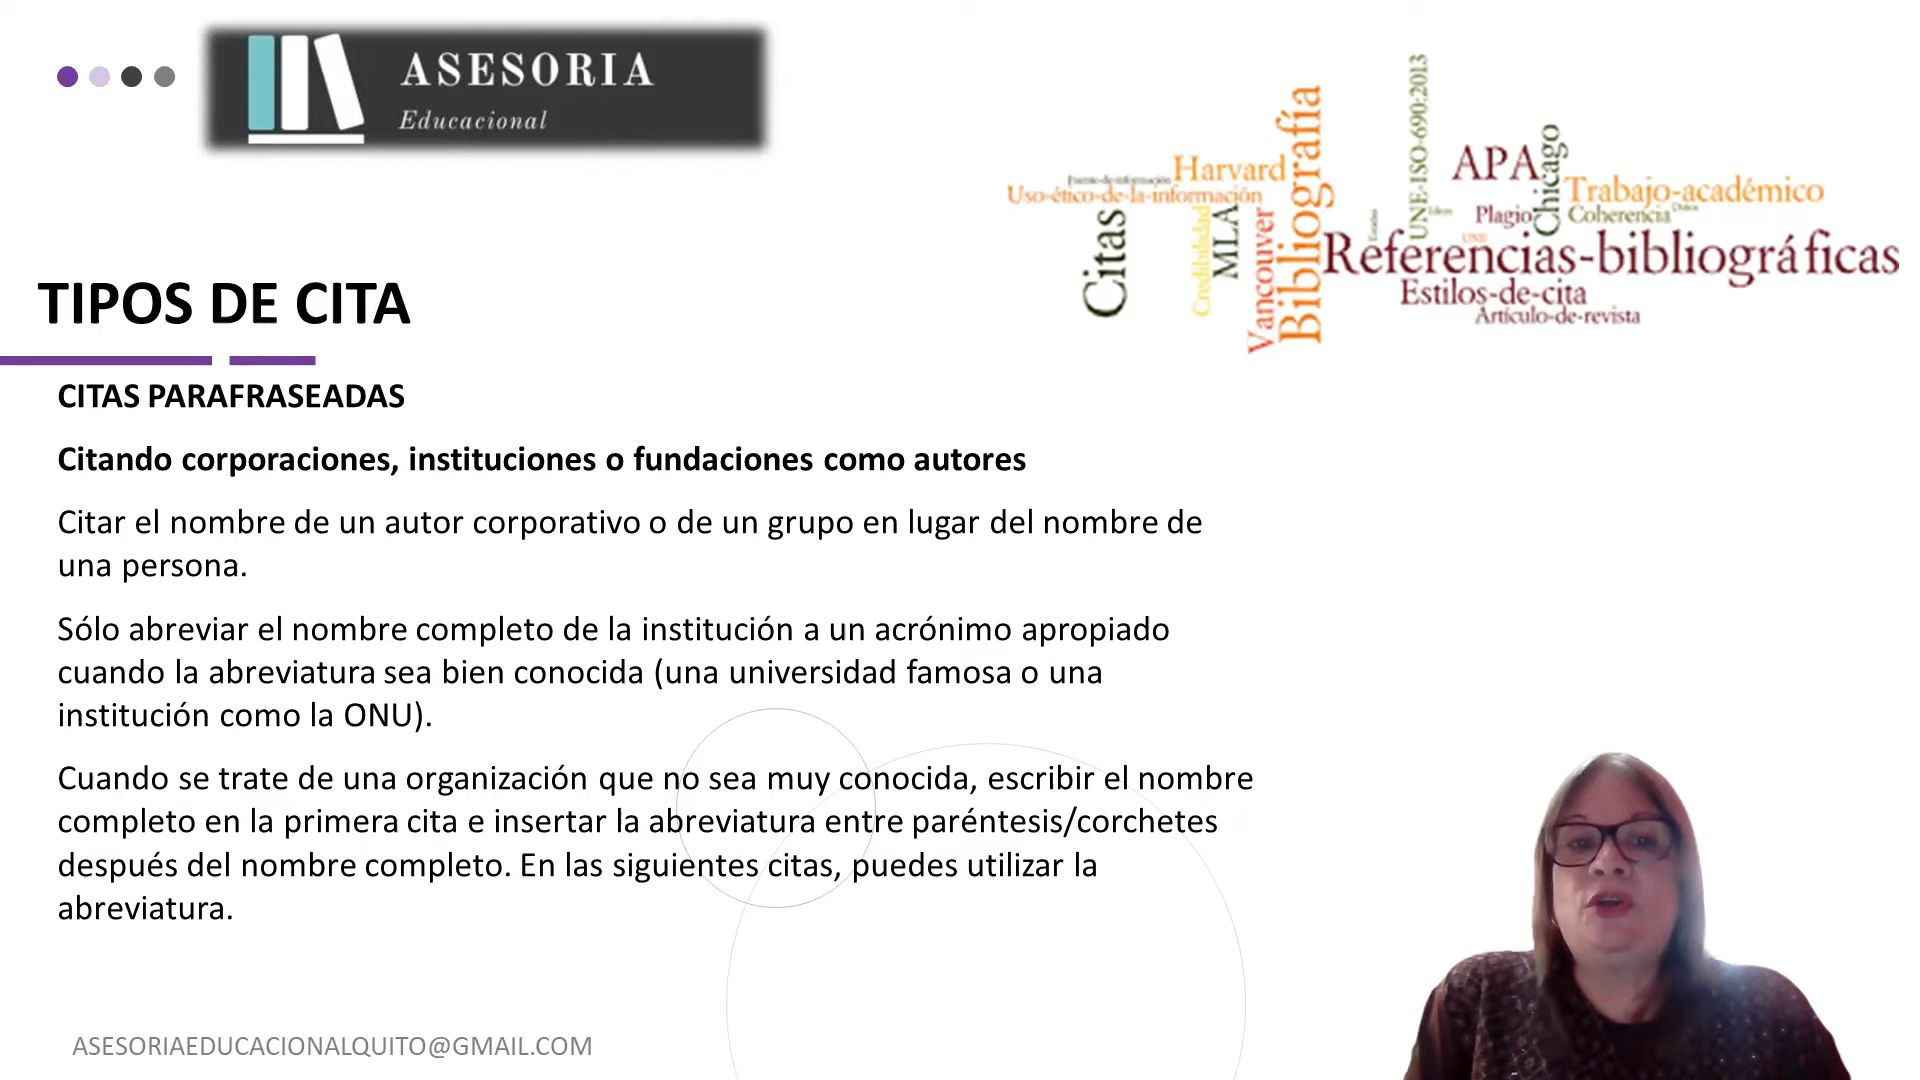 ASESORIA
Educacional
UNE-ISO-690:2013
Bibliografía
Harvard
APA
Chicago
Uso-ético-de-la-información
Trabajo-académico
Citas
Credibilidad
MLA
Vancouver
Plagio
Coherencia
Referencias-bibliográficas
Estilos-de-cita
Artículo-de-revista
TIPOS DE CITA
CITAS PARAFRASEADAS
Citando corporaciones, instituciones o fundaciones como autores
Citar el nombre de un autor corporativo o de un grupo en lugar del nombre de
una persona.
Sólo abreviar el nombre completo de la institución a un acrónimo apropiado
cuando la abreviatura sea bien conocida (una universidad famosa o una
institución como la ONU).
Cuando se trate de una organización que no sea muy conocida, escribir el nombre
completo en la primera cita e insertar la abreviatura entre paréntesis/corchetes
después del nombre completo. En las siguientes citas, puedes utilizar la
abreviatura.
ASESORIAEDUCACIONALQUITO@GMAIL.COM